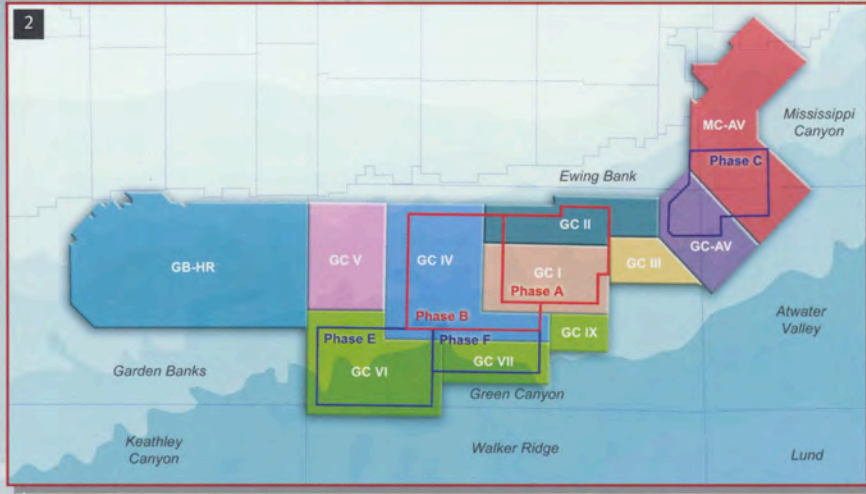 2
MC-AV
Mississippi
Canyon
Phase C
Ewing Bank
GC II
GC V
GC IV
GC-AV
GB-HR
GC I
GC III
Phase A
Phase B
Atwater
Valley
Phase E
Phase F
GC IX
GC VII
Garden Banks
GC VI
Green Canyon
Keathley
Canyon
Walker Ridge
Lund